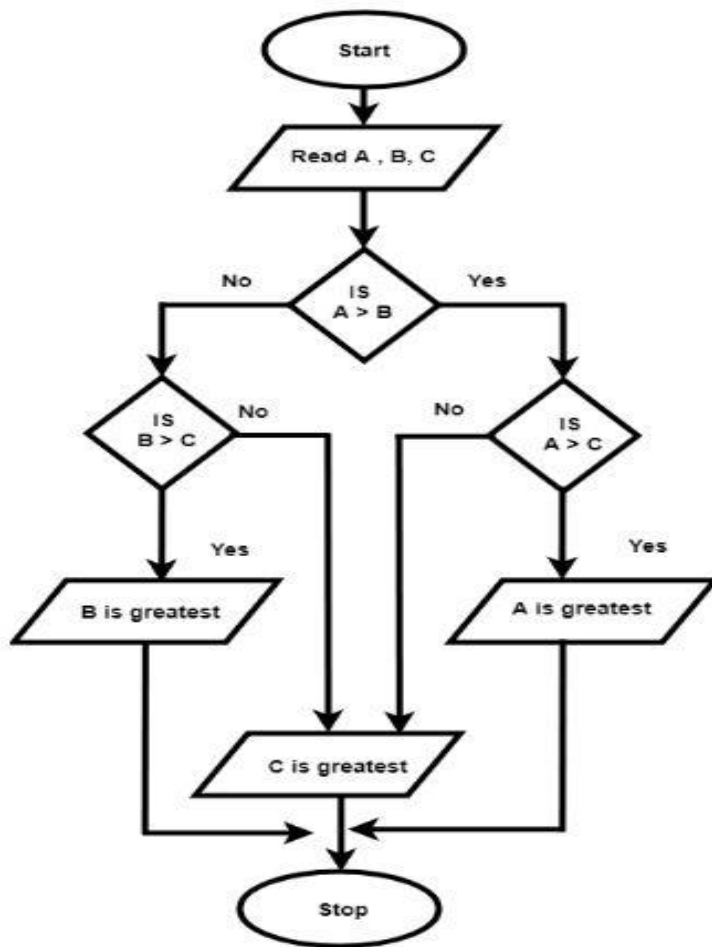 Start
Read A , B, C
No
Yes
IS
A > B
IS
B > C
No
No
IS
A > C
Yes
Yes
B is greatest
A is greatest
C is greatest
Stop